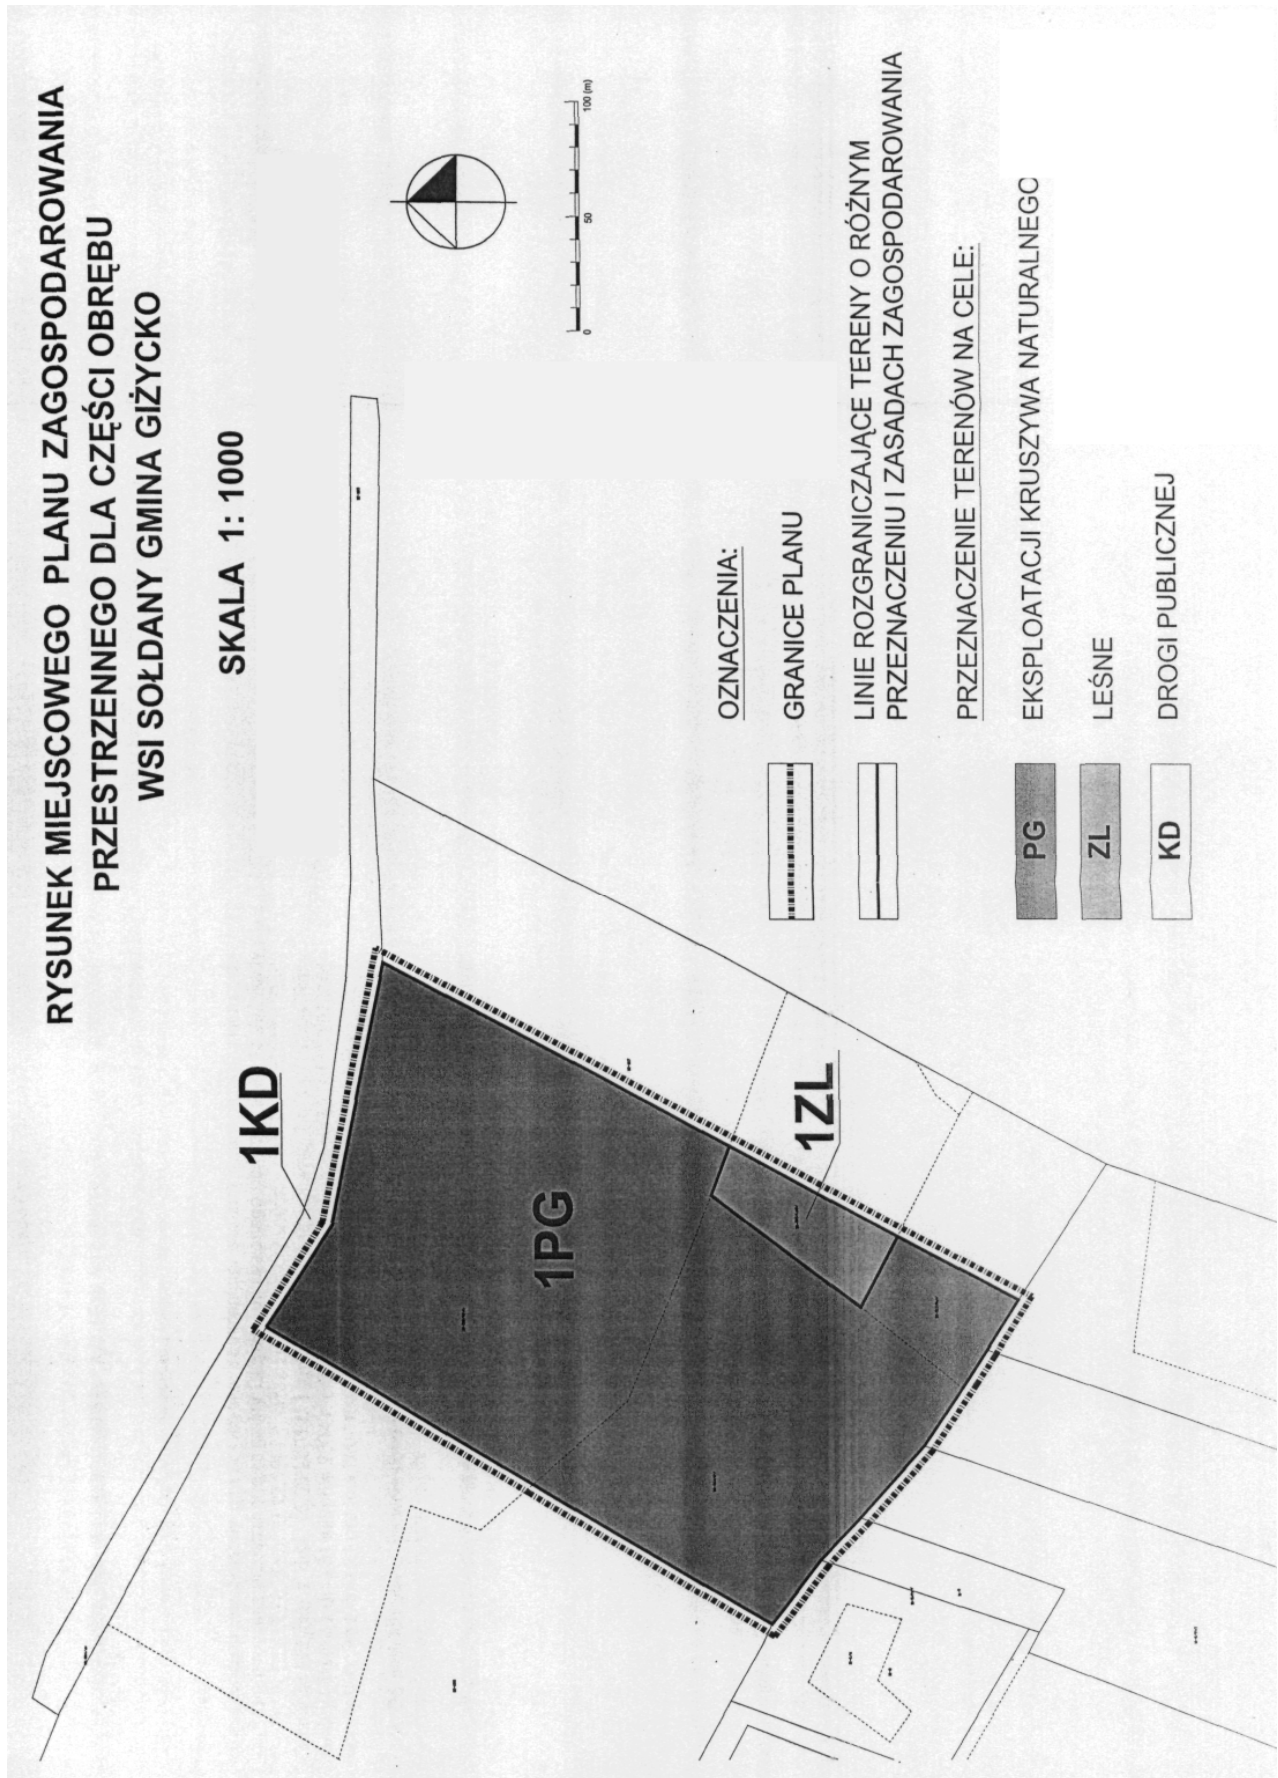 RYSUNEK MIEJSCOWEGO PLANU ZAGOSPODAROWANIA
PRZESTRZENNEGO DLA CZĘŚCI OBRĘBU
WSI SOŁDANY GMINA GIŻYCKO
SKALA 1: 1000
0 50 100 (m)
1KD
1PG
1ZL
OZNACZENIA:
GRANICE PLANU
LINIE ROZGRANICZAJĄCE TERENY O RÓŻNYM
PRZEZNACZENIU I ZASADACH ZAGOSPODAROWANIA
PRZEZNACZENIE TERENÓW NA CELE:
PG EKSPLOATACJI KRUSZYWA NATURALNEGO
ZL LEŚNE
KD DROGI PUBLICZNEJ